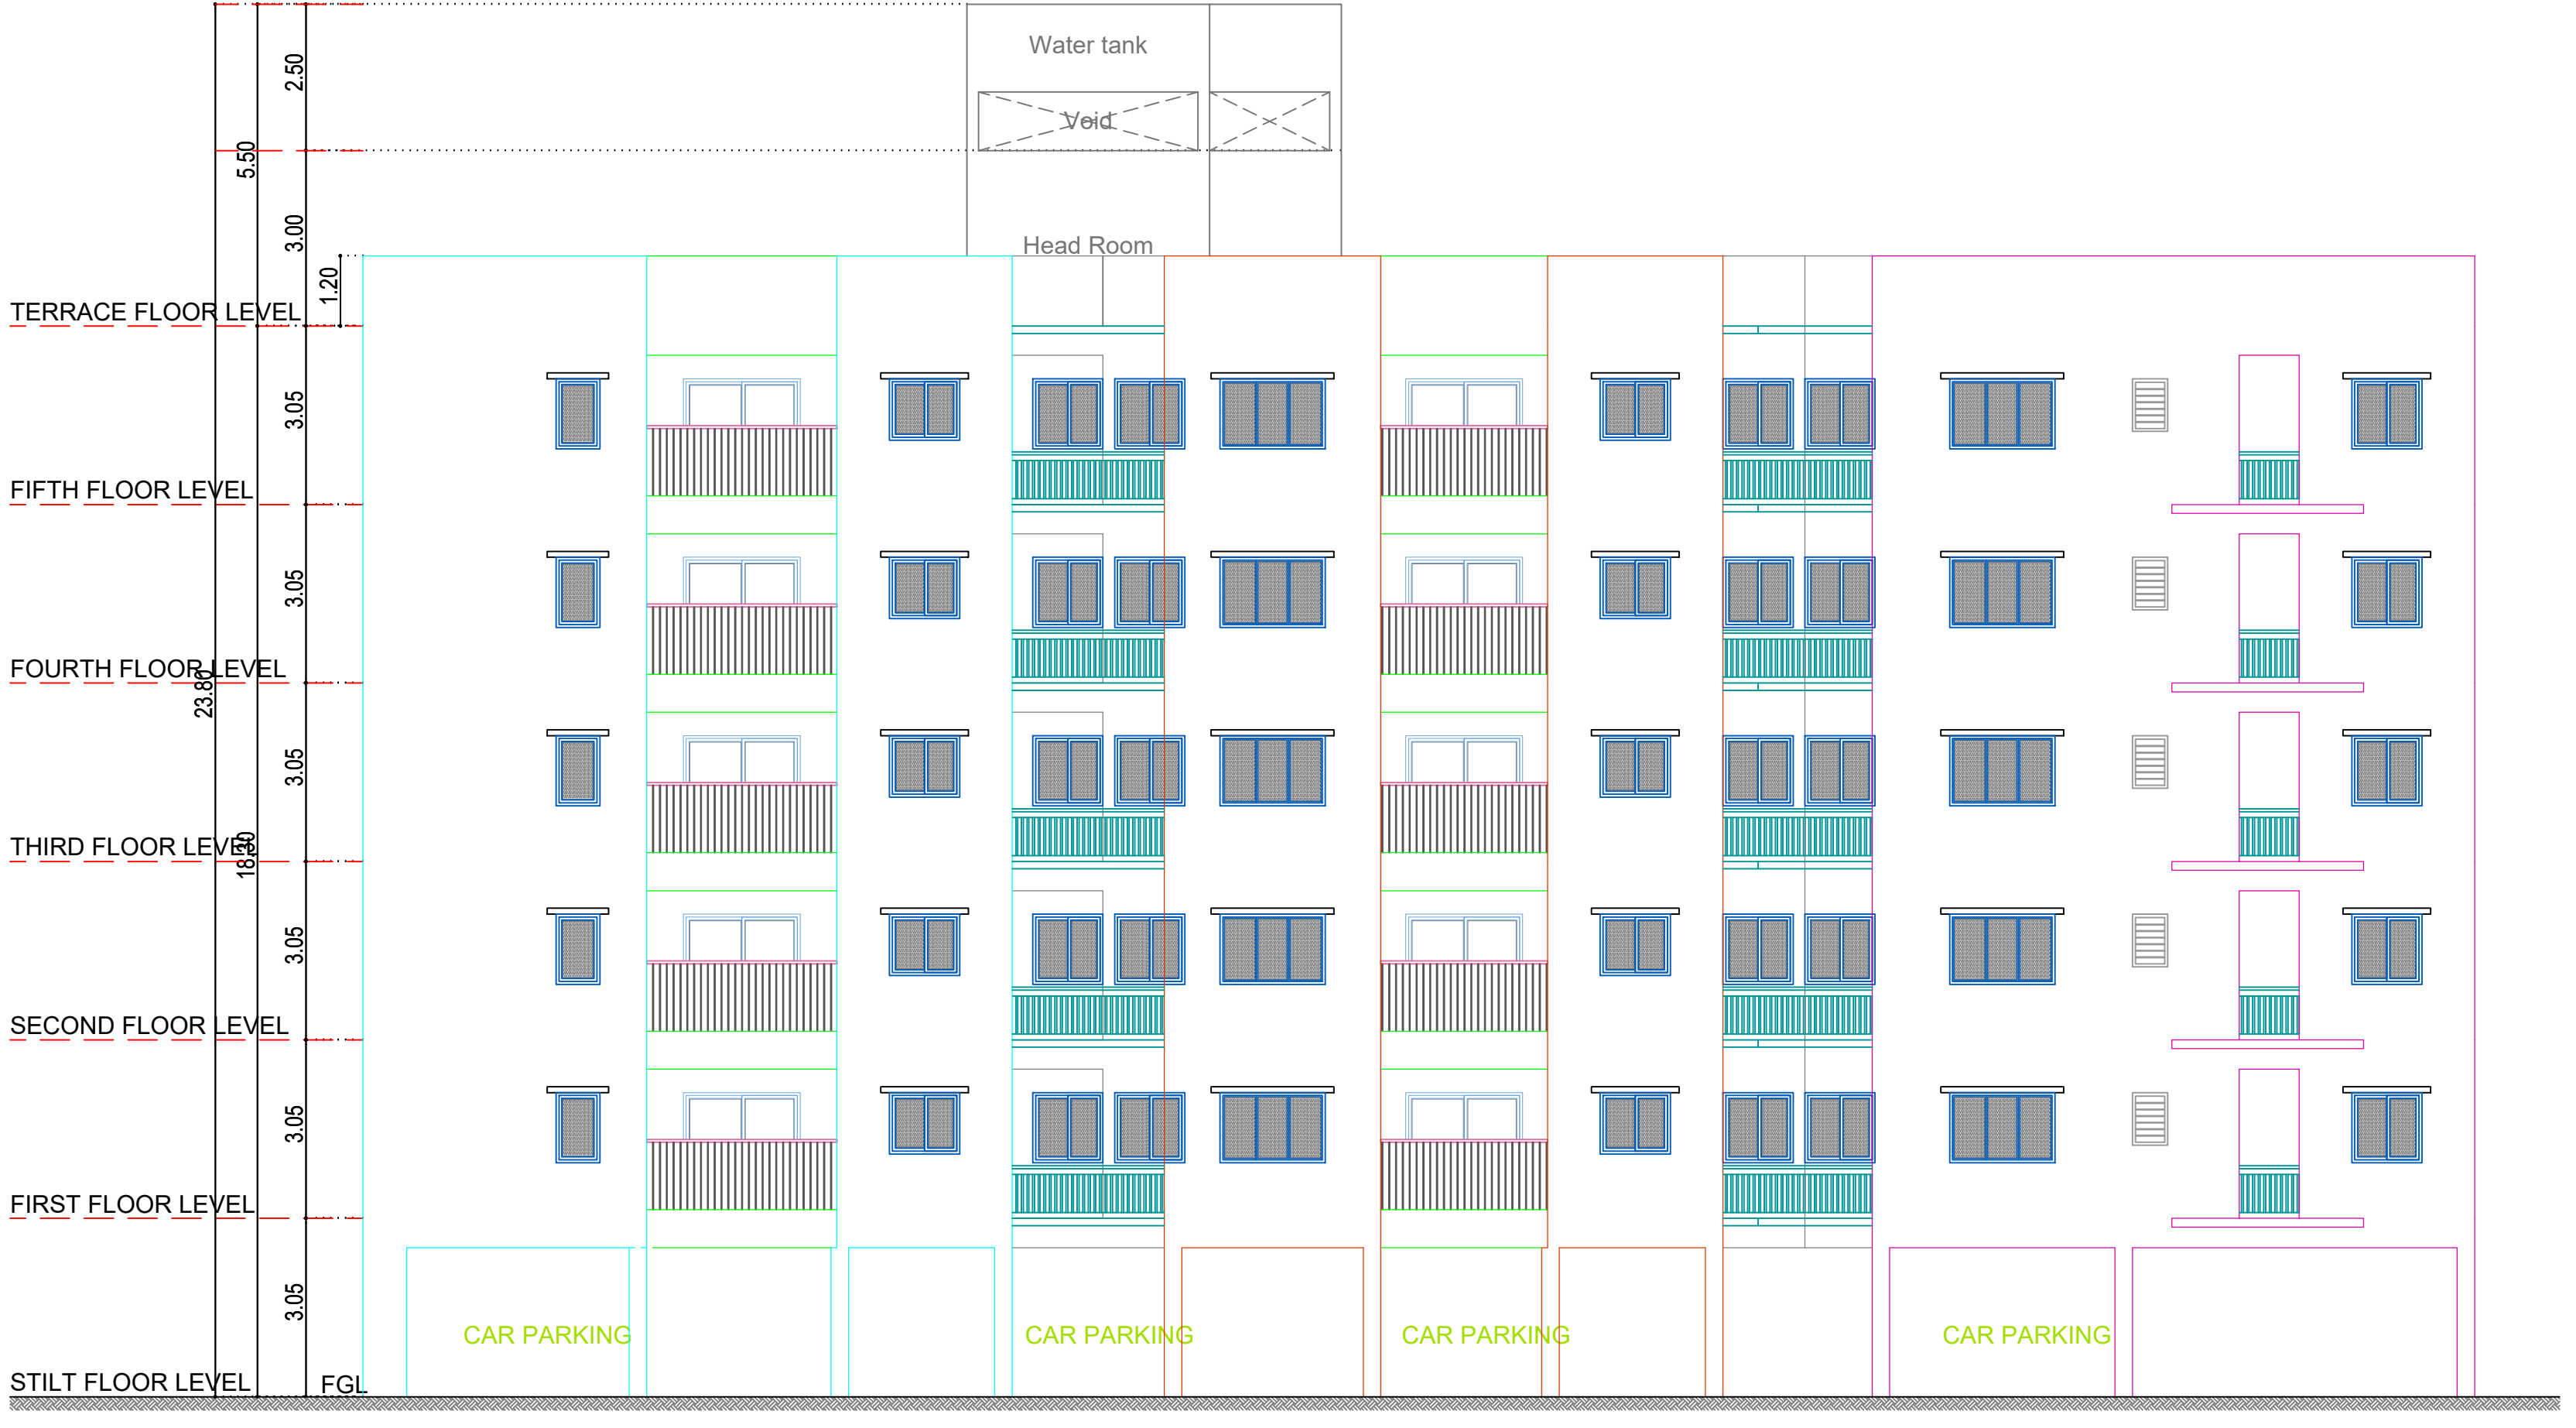 Water tank
2.50
Void
5.50
3.00
Head Room
1.20
TERRACE FLOOR LEVEL
3.05
FIFTH FLOOR LEVEL
3.05
FOURTH FLOOR LEVEL
23.80
3.05
THIRD FLOOR LEVEL
18.30
3.05
SECOND FLOOR LEVEL
3.05
FIRST FLOOR LEVEL
3.05
CAR PARKING CAR PARKING CAR PARKING CAR PARKING
STILT FLOOR LEVEL FGL